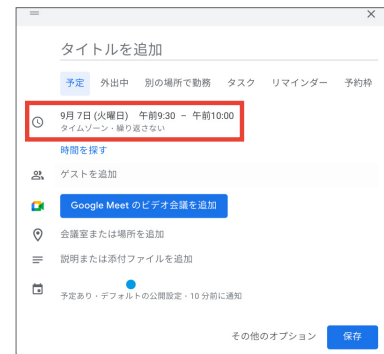 タイトルを追加
予定 外出中 別の場所で勤務 タスク リマインダー 予約枠
9月 7日 (火曜日) 午前9:30 – 午前10:00
タイムゾーン・繰り返さない
時間を探す
ゲストを追加
Google Meet のビデオ会議を追加
会議室または場所を追加
説明または添付ファイルを追加
予定あり・デフォルトの公開設定・10 分前に通知
その他のオプション 保存